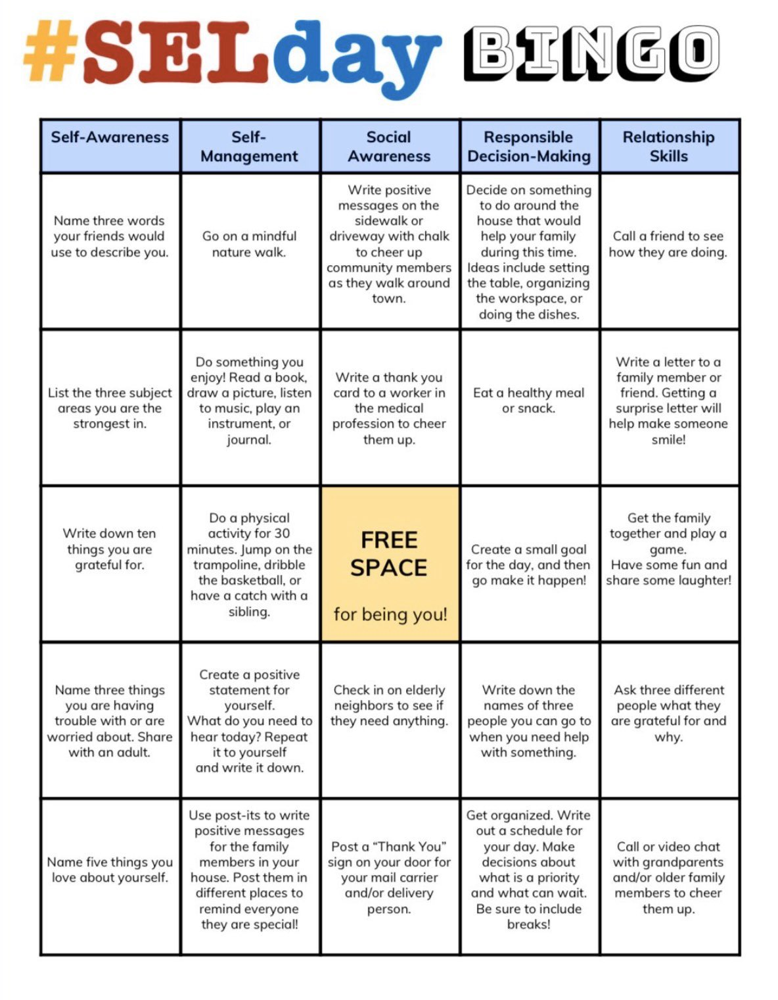 #SELday BINGO
Self-Awareness
Self-
Management
Social
Awareness
Responsible
Decision-Making
Relationship
Skills
Name three words
your friends would
use to describe you.
Go on a mindful
nature walk.
Write positive
messages on the
sidewalk or
driveway with chalk
to cheer up
community members
as they walk around
town.
Decide on something
to do around the
house that would
help your family
during this time.
Ideas include setting
the table, organizing
the workspace, or
doing the dishes.
Call a friend to see
how they are doing.
List the three subject
areas you are the
strongest in.
Do something you
enjoy! Read a book,
draw a picture, listen
to music, play an
instrument, or
journal.
Write a thank you
card to a worker in
the medical
profession to cheer
them up.
Eat a healthy meal
or snack.
Write a letter to a
family member or
friend. Getting a
surprise letter will
help make someone
smile!
Write down ten
things you are
grateful for.
Do a physical
activity for 30
minutes. Jump on the
trampoline, dribble
the basketball, or
have a catch with a
sibling.
FREE
SPACE
for being you!
Create a small goal
for the day, and then
go make it happen!
Get the family
together and play a
game.
Have some fun and
share some laughter!
Name three things
you are having
trouble with or are
worried about. Share
with an adult.
Create a positive
statement for
yourself.
What do you need to
hear today? Repeat
it to yourself
and write it down.
Check in on elderly
neighbors to see if
they need anything.
Write down the
names of three
people you can go to
when you need help
with something.
Ask three different
people what they
are grateful for and
why.
Name five things you
love about yourself.
Use post-its to write
positive messages
for the family
members in your
house. Post them in
different places to
remind everyone
they are special!
Post a “Thank You”
sign on your door for
your mail carrier
and/or delivery
person.
Get organized. Write
out a schedule for
your day. Make
decisions about
what is a priority
and what can wait.
Be sure to include
breaks!
Call or video chat
with grandparents
and/or older family
members to cheer
them up.